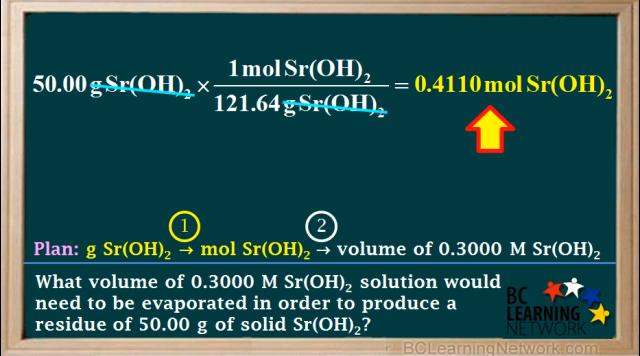 50.00 g Sr(OH)₂ × 1 mol Sr(OH)₂ / 121.64 g Sr(OH)₂ = 0.4110 mol Sr(OH)₂
1 2
Plan: g Sr(OH)₂ → mol Sr(OH)₂ → volume of 0.3000 M Sr(OH)₂
What volume of 0.3000 M Sr(OH)₂ solution would
need to be evaporated in order to produce a
residue of 50.00 g of solid Sr(OH)₂?
BC
LEARNING
NETWORK
BCLearningNetwork.com